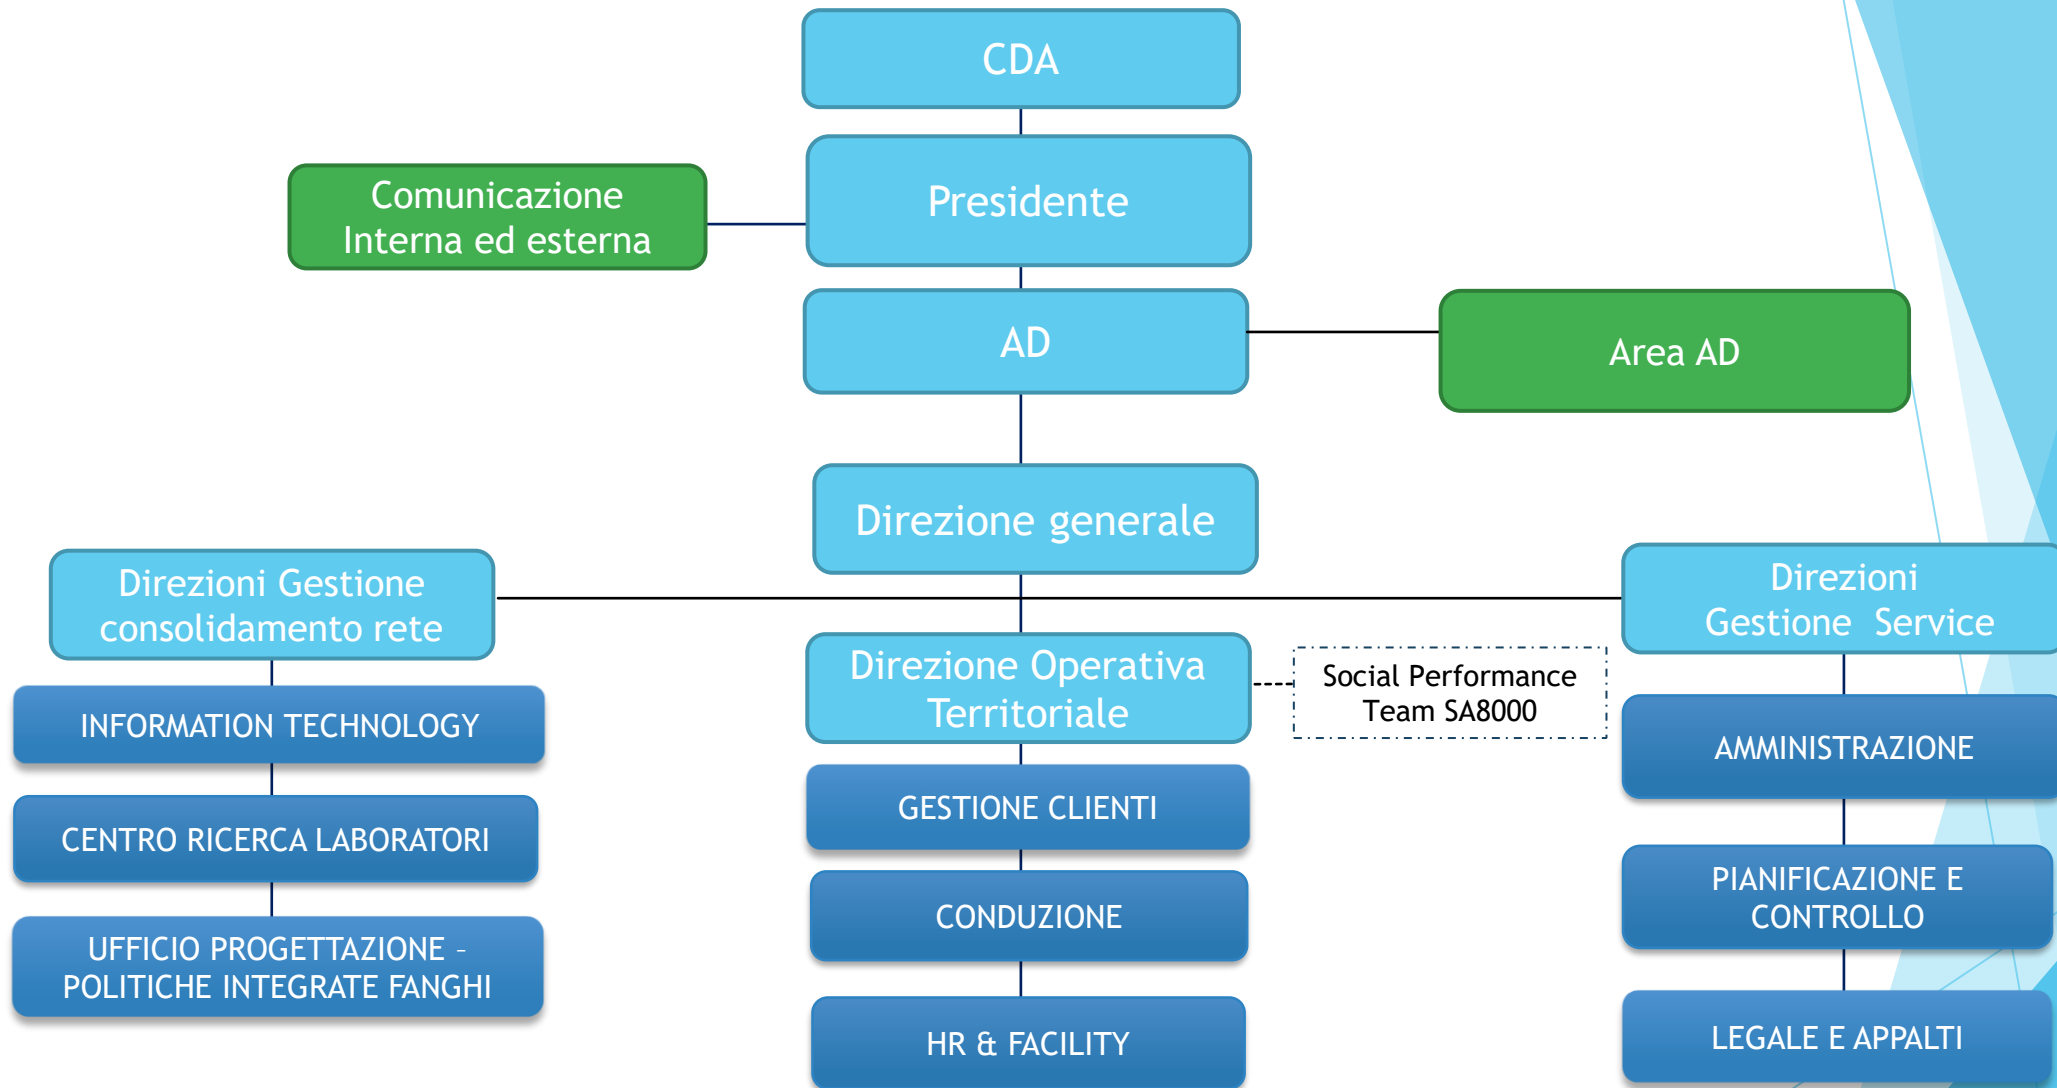 CDA
Comunicazione
Interna ed esterna
Presidente
AD
Area AD
Direzione generale
Direzioni Gestione
consolidamento rete
Direzioni
Gestione  Service
Direzione Operativa
Territoriale
Social Performance
Team SA8000
INFORMATION TECHNOLOGY
CENTRO RICERCA LABORATORI
UFFICIO PROGETTAZIONE –
POLITICHE INTEGRATE FANGHI
GESTIONE CLIENTI
CONDUZIONE
HR & FACILITY
AMMINISTRAZIONE
PIANIFICAZIONE E
CONTROLLO
LEGALE E APPALTI